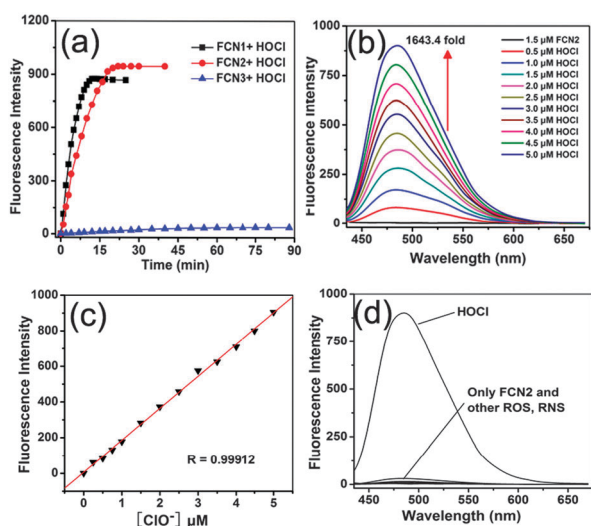 (a)
FCN1+ HOCl
FCN2+ HOCl
FCN3+ HOCl
Fluorescence Intensity
1200
900
600
300
0
0 15 30 45 60 75 90
Time (min)
(b)
1643.4 fold
1.5 µM FCN2
0.5 µM HOCl
1.0 µM HOCl
1.5 µM HOCl
2.0 µM HOCl
2.5 µM HOCl
3.0 µM HOCl
3.5 µM HOCl
4.0 µM HOCl
4.5 µM HOCl
5.0 µM HOCl
Fluorescence Intensity
1000
750
500
250
0
450 500 550 600 650
Wavelength (nm)
(c)
Fluorescence Intensity
1000
800
600
400
200
0
R = 0.99912
0 1 2 3 4 5
[ClO⁻] µM
(d)
HOCl
Only FCN2 and
other ROS, RNS
Fluorescence Intensity
1000
750
500
250
0
450 500 550 600 650
Wavelength (nm)